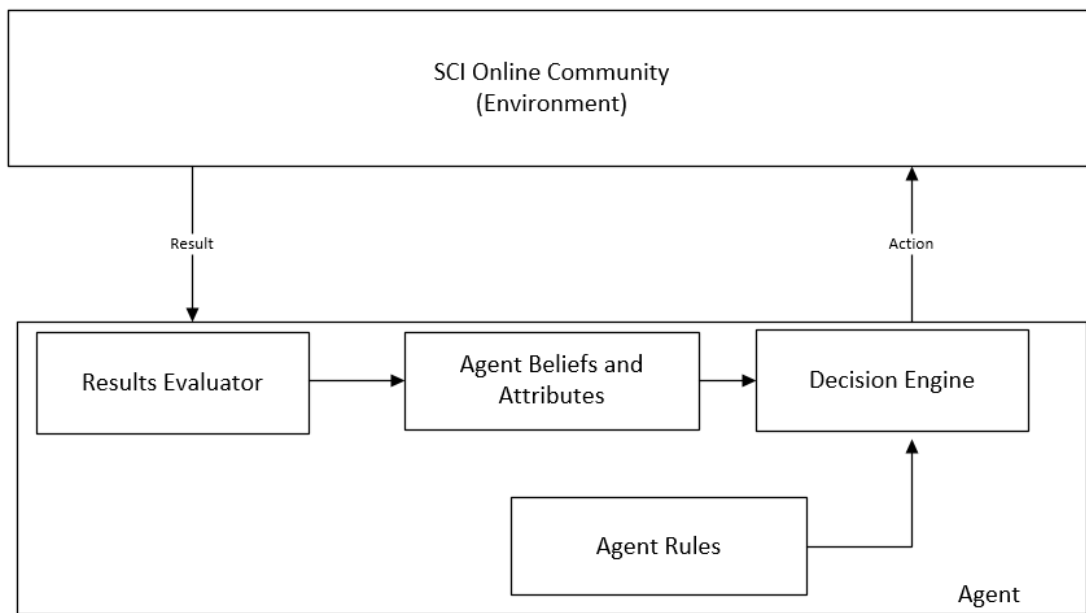 SCI Online Community
(Environment)
Result
Action
Results Evaluator
Agent Beliefs and
Attributes
Decision Engine
Agent Rules
Agent